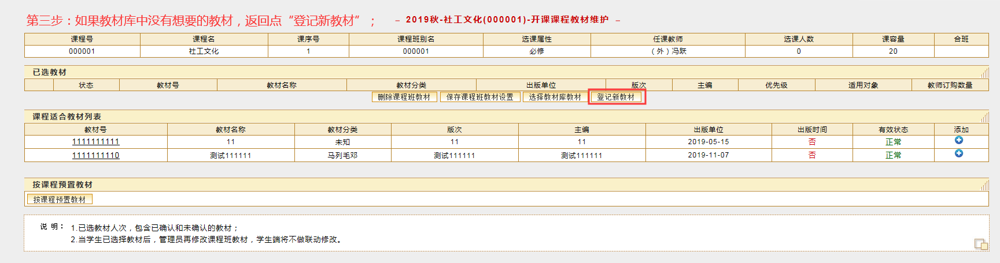 第三步：如果教材库中没有想要的教材，返回点“登记新教材”；
– 2019秋-社工文化(000001)-开课课程教材维护 –
课程号 课程名 课序号 课程班别名 选课属性 任课教师 选课人数 课容量 合班
000001 社工文化 1 000001 必修 （外）冯跃 0 20
已选教材
状态 教材号 教材名称 教材分类 出版单位 版次 主编 优先级 适用对象 教师订购数量
删除课程班教材 保存课程班教材设置 选择教材库教材 登记新教材
课程适合教材列表
教材号 教材名称 教材分类 版次 主编 出版单位 出版时间 有效状态 添加
1111111111 11 未知 11 11 2019-05-15 否 正常
1111111110 测试111111 马列毛邓 测试111111 测试111111 2019-11-07 否 正常
按课程预置教材
按课程预置教材
说 明： 1.已选教材人次，包含已确认和未确认的教材；
2.当学生已选择教材后，管理员再修改课程班教材，学生端将不做联动修改。